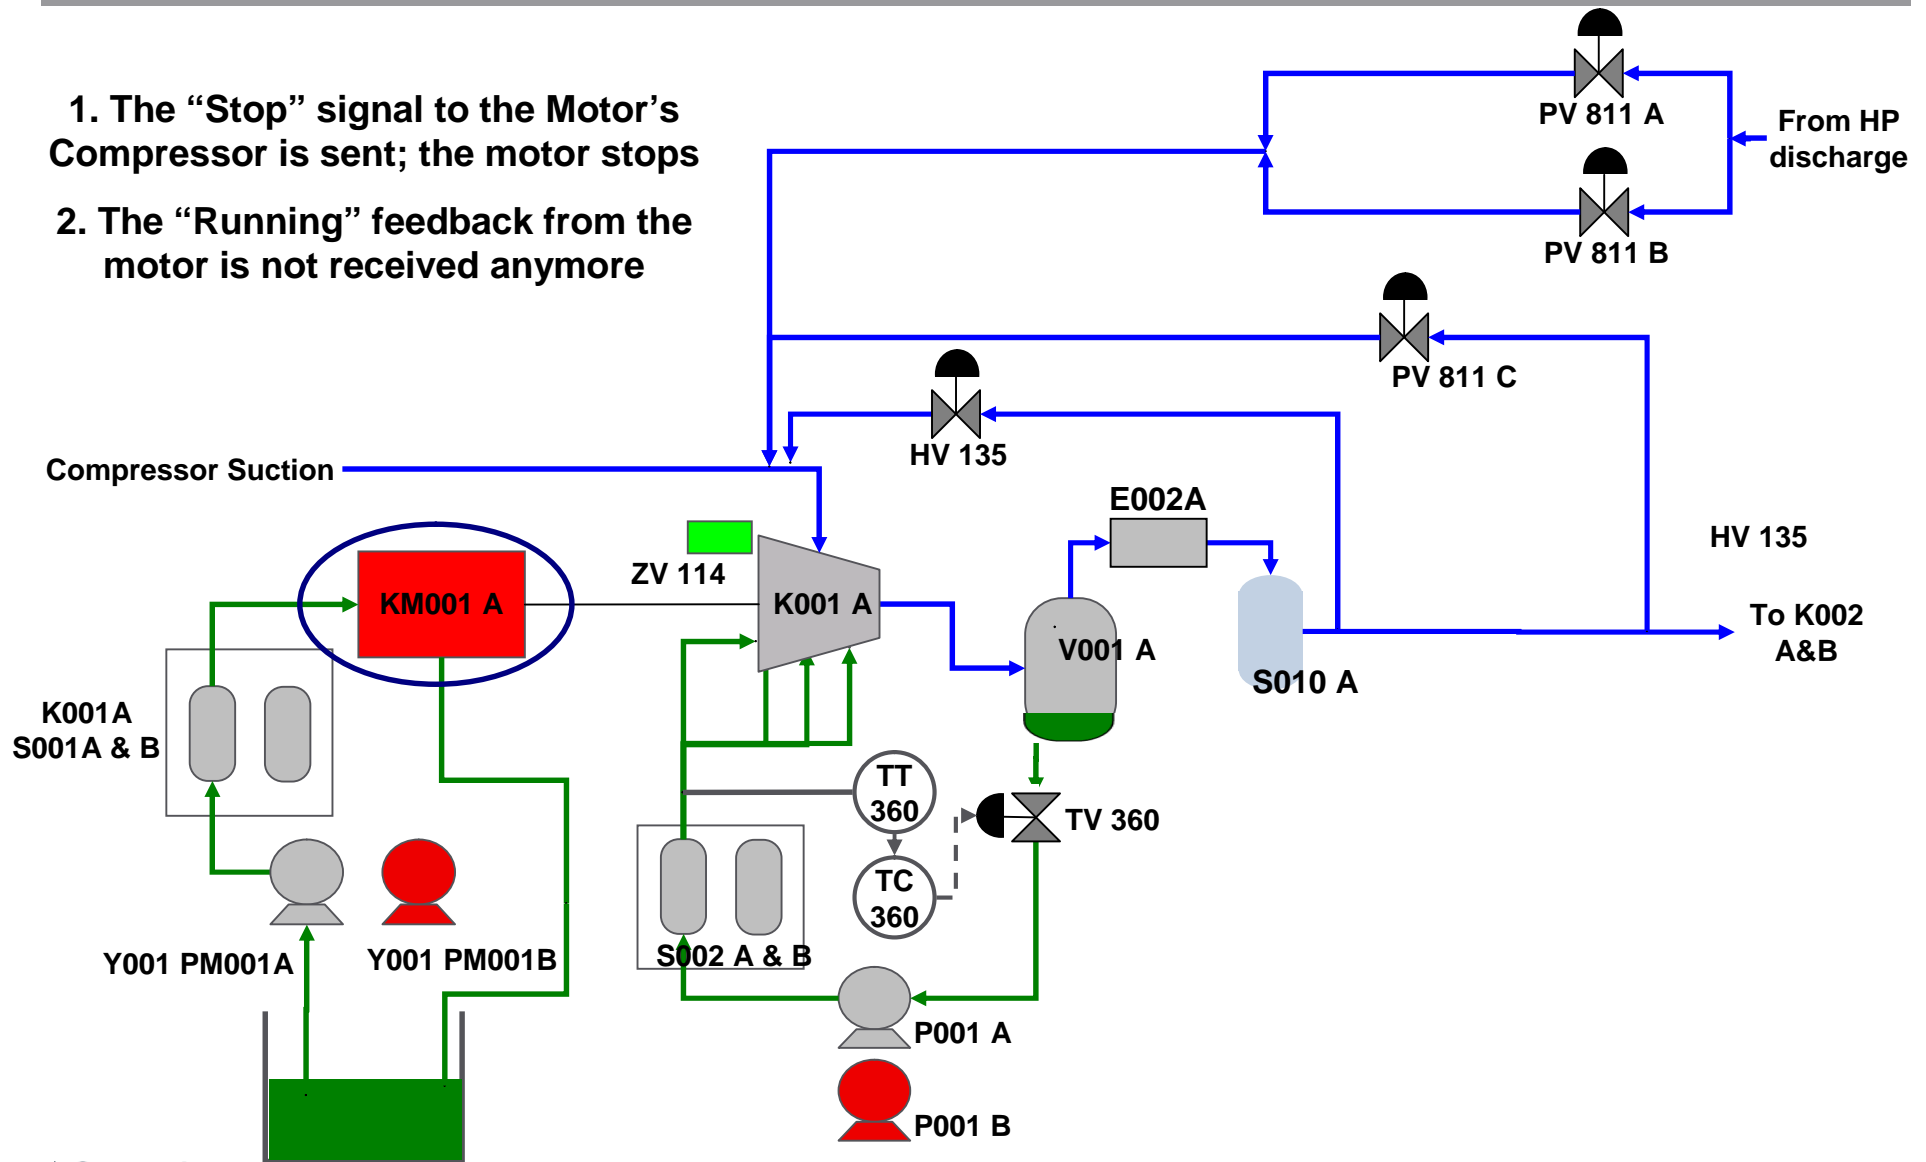 1. The “Stop” signal to the Motor’s
Compressor is sent; the motor stops
2. The “Running” feedback from the
motor is not received anymore
PV 811 A
From HP
discharge
PV 811 B
PV 811 C
HV 135
Compressor Suction
E002A
HV 135
ZV 114
KM001 A
K001 A
To K002
A&B
V001 A
S010 A
K001A
S001A & B
TT
360
TV 360
TC
360
S002 A & B
Y001 PM001A
Y001 PM001B
P001 A
P001 B